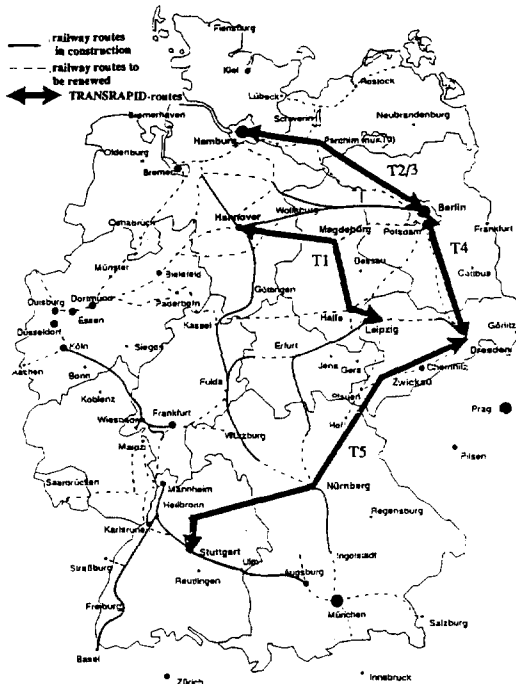 railway routes
in construction
railway routes to
be renewed
TRANSRAPID-routes
Flensburg
Kiel
Rostock
Lübeck
Schwerin
Neubrandenburg
Bremerhaven
Hamburg
Oldenburg
Bremen
T2/3
Berlin
Wolfsburg
Hannover
Osnabrück
Magdeburg
Potsdam
Frankfurt
T4
T1
Münster
Bielefeld
Dessau
Cottbus
Göttingen
Duisburg
Dortmund
Paderborn
Essen
Halle
Leipzig
Düsseldorf
Kassel
Görlitz
Dresden
Köln
Siegen
Erfurt
Aachen
Bonn
Jena
Gera
Chemnitz
Zwickau
Koblenz
Fulda
Plauen
Prag
Wiesbaden
Frankfurt
Hof
Mainz
Würzburg
T5
Pilsen
Saarbrücken
Mannheim
Nürnberg
Heilbronn
Regensburg
Karlsruhe
Stuttgart
Ingolstadt
Straßburg
Ulm
Reutlingen
Augsburg
Freiburg
München
Salzburg
Basel
Zürich
Innsbruck